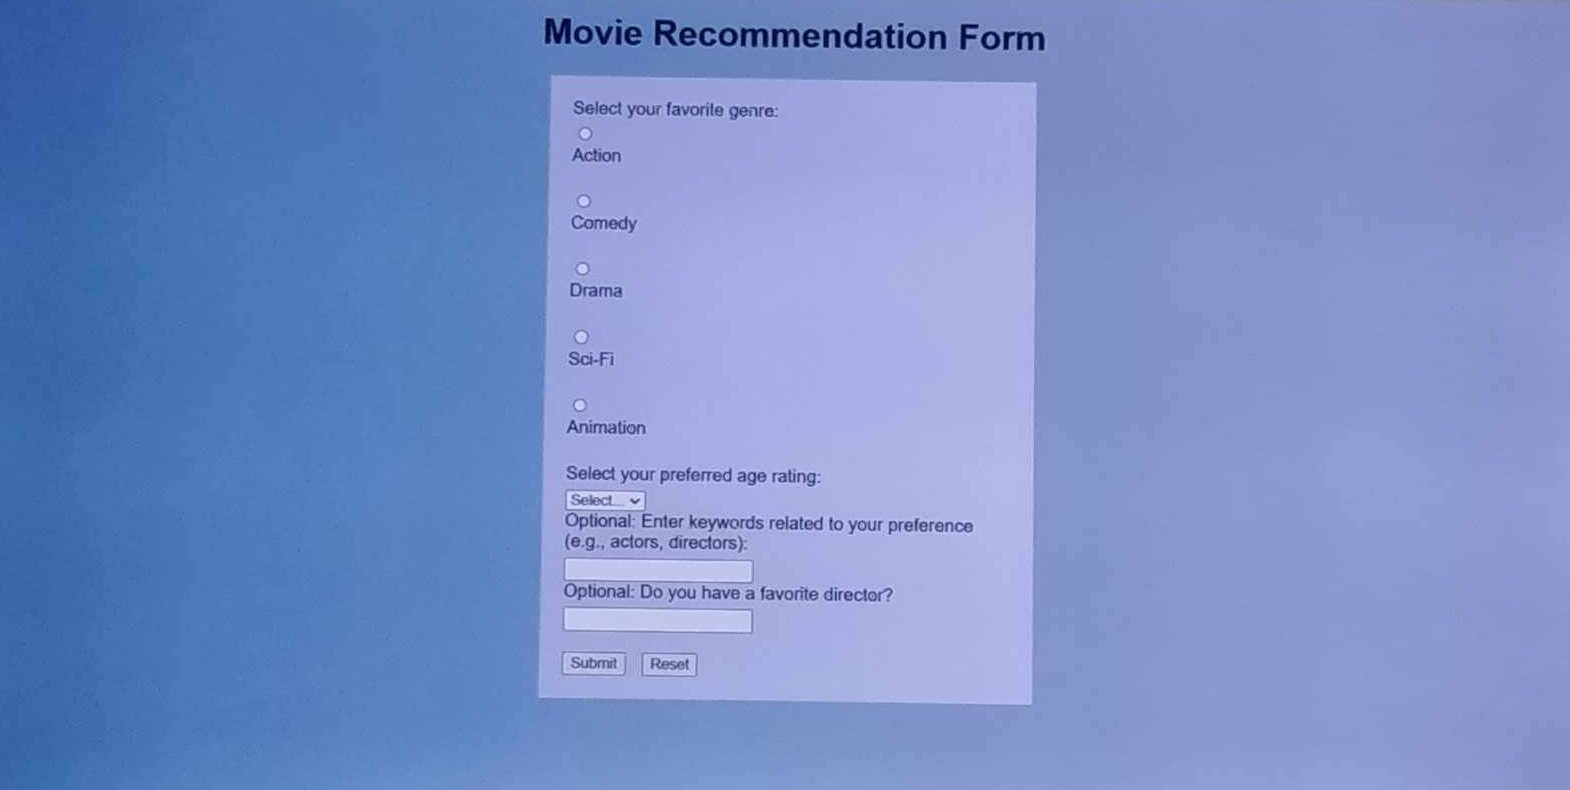 Movie Recommendation Form
Select your favorite genre:
Action
Comedy
Drama
Sci-Fi
Animation
Select your preferred age rating:
Select...
Optional: Enter keywords related to your preference
(e.g., actors, directors):
Optional: Do you have a favorite director?
Submit Reset